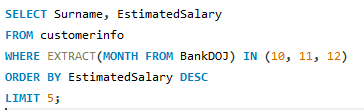 SELECT Surname, EstimatedSalary
FROM customerinfo
WHERE EXTRACT(MONTH FROM BankDOJ) IN (10, 11, 12)
ORDER BY EstimatedSalary DESC
LIMIT 5;